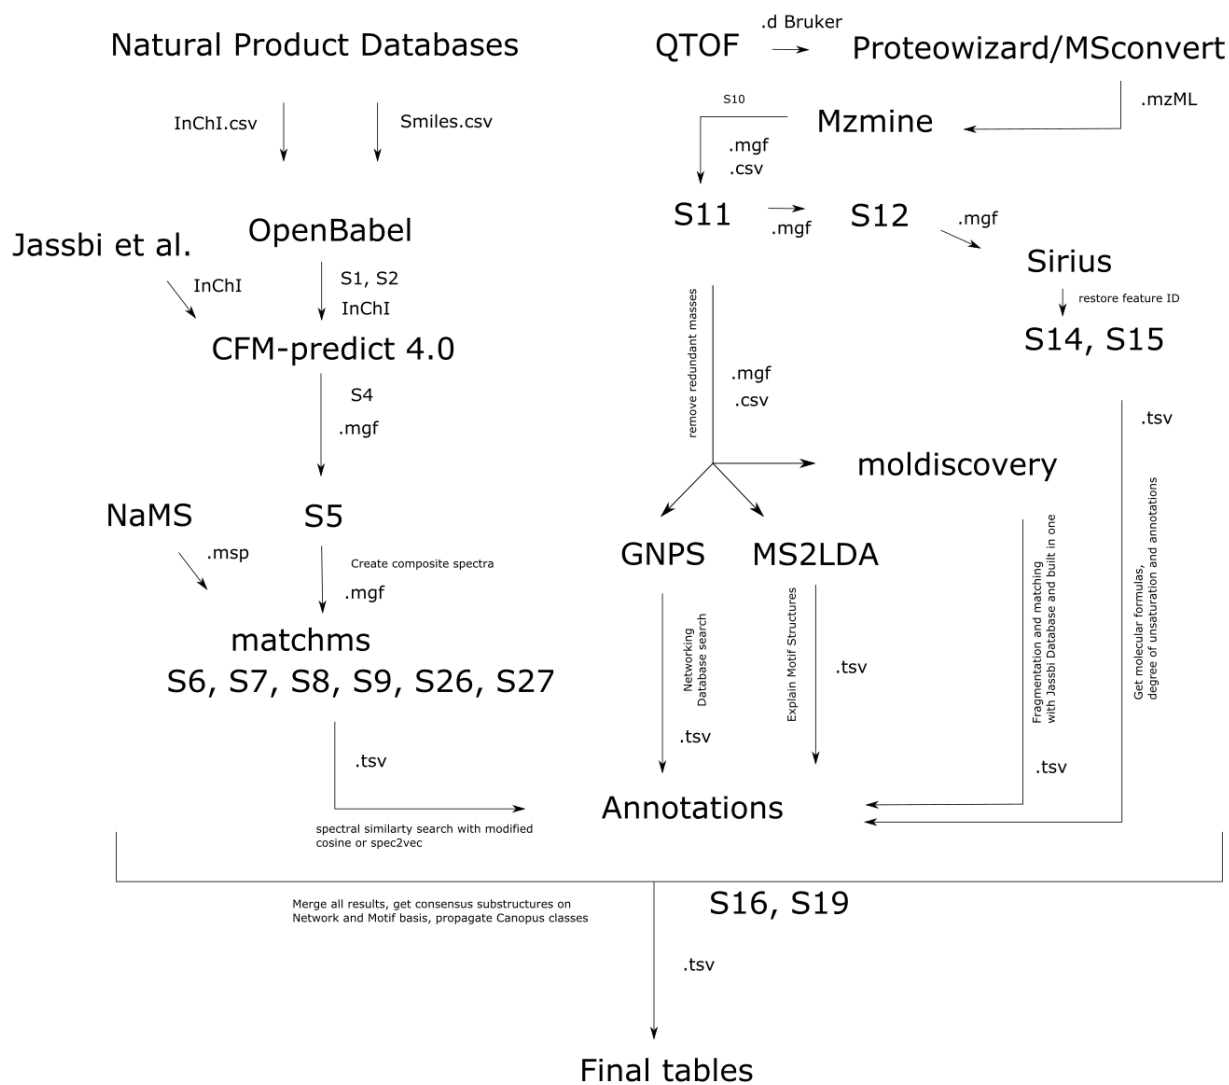 Natural Product Databases
QTOF
.d Bruker
Proteowizard/MSconvert
InChI.csv
Smiles.csv
.mzML
S10
Mzmine
.mgf
.csv
S11
.mgf
S12
.mgf
Sirius
restore feature ID
S14, S15
Jassbi et al.
OpenBabel
InChI
S1, S2
InChI
CFM-predict 4.0
S4
.mgf
remove redundant masses
.mgf
.csv
.tsv
moldiscovery
NaMS
S5
.msp
Create composite spectra
.mgf
GNPS
MS2LDA
matchms
S6, S7, S8, S9, S26, S27
Networking
Database search
.tsv
Explain Motif Structures
.tsv
Fragmentation and matching
with Jassbi Database and built in one
.tsv
Get molecular formulas,
degree of unsaturation and annotations
.tsv
Annotations
spectral similarty search with modified
cosine or spec2vec
Merge all results, get consensus substructures on
Network and Motif basis, propagate Canopus classes
S16, S19
.tsv
Final tables